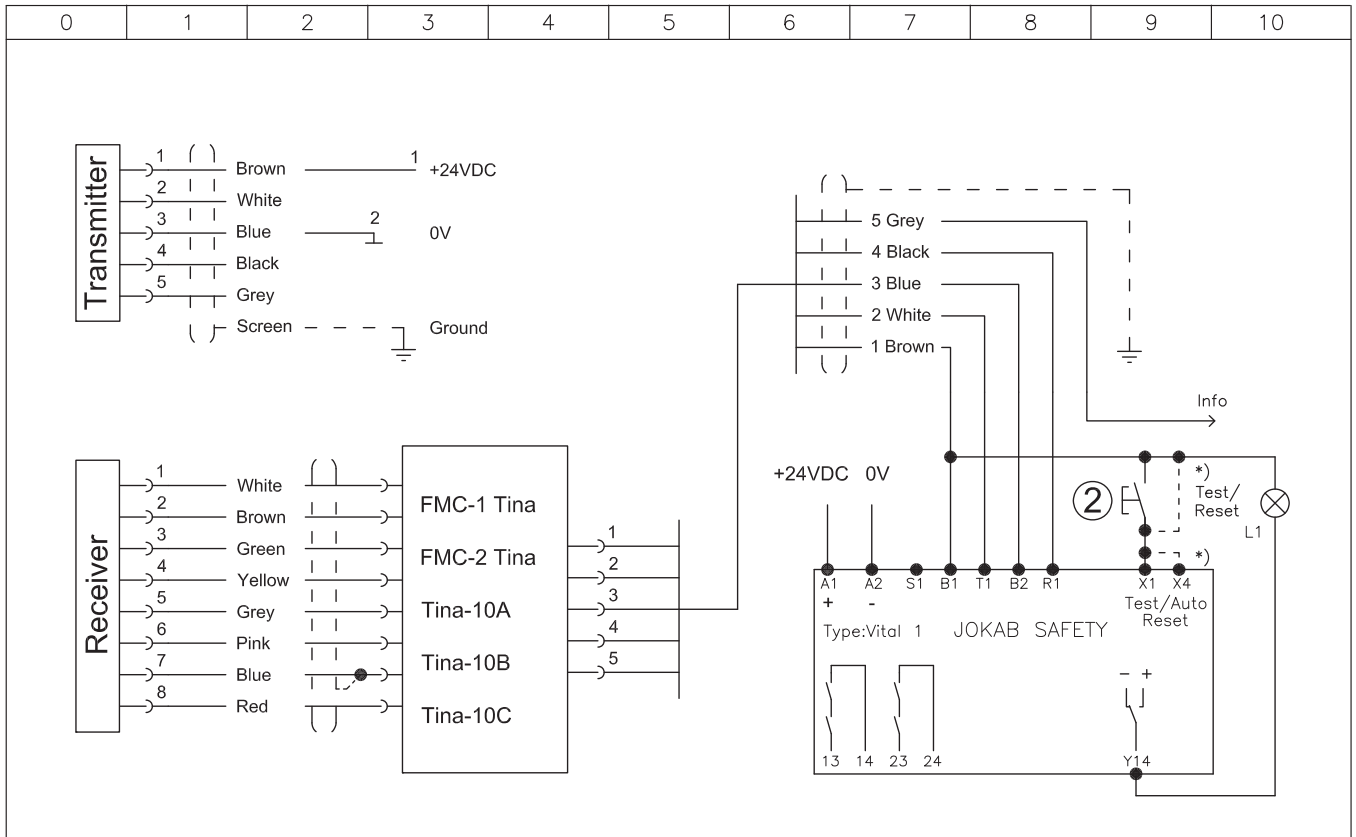 0 1 2 3 4 5 6 7 8 9 10
Transmitter
1 Brown 1 +24VDC
2 White
3 Blue 2 0V
4 Black
5 Grey
Screen Ground
5 Grey
4 Black
3 Blue
2 White
1 Brown
Info
Receiver
1 White
2 Brown
3 Green
4 Yellow
5 Grey
6 Pink
7 Blue
8 Red
FMC-1 Tina
FMC-2 Tina
Tina-10A
Tina-10B
Tina-10C
1
2
3
4
5
+24VDC 0V
2
*)
Test/
Reset
L1
*)
A1 A2 S1 B1 T1 B2 R1 X1 X4
+ -
Test/Auto
Reset
Type:Vital 1 JOKAB SAFETY
- +
13 14 23 24 Y14